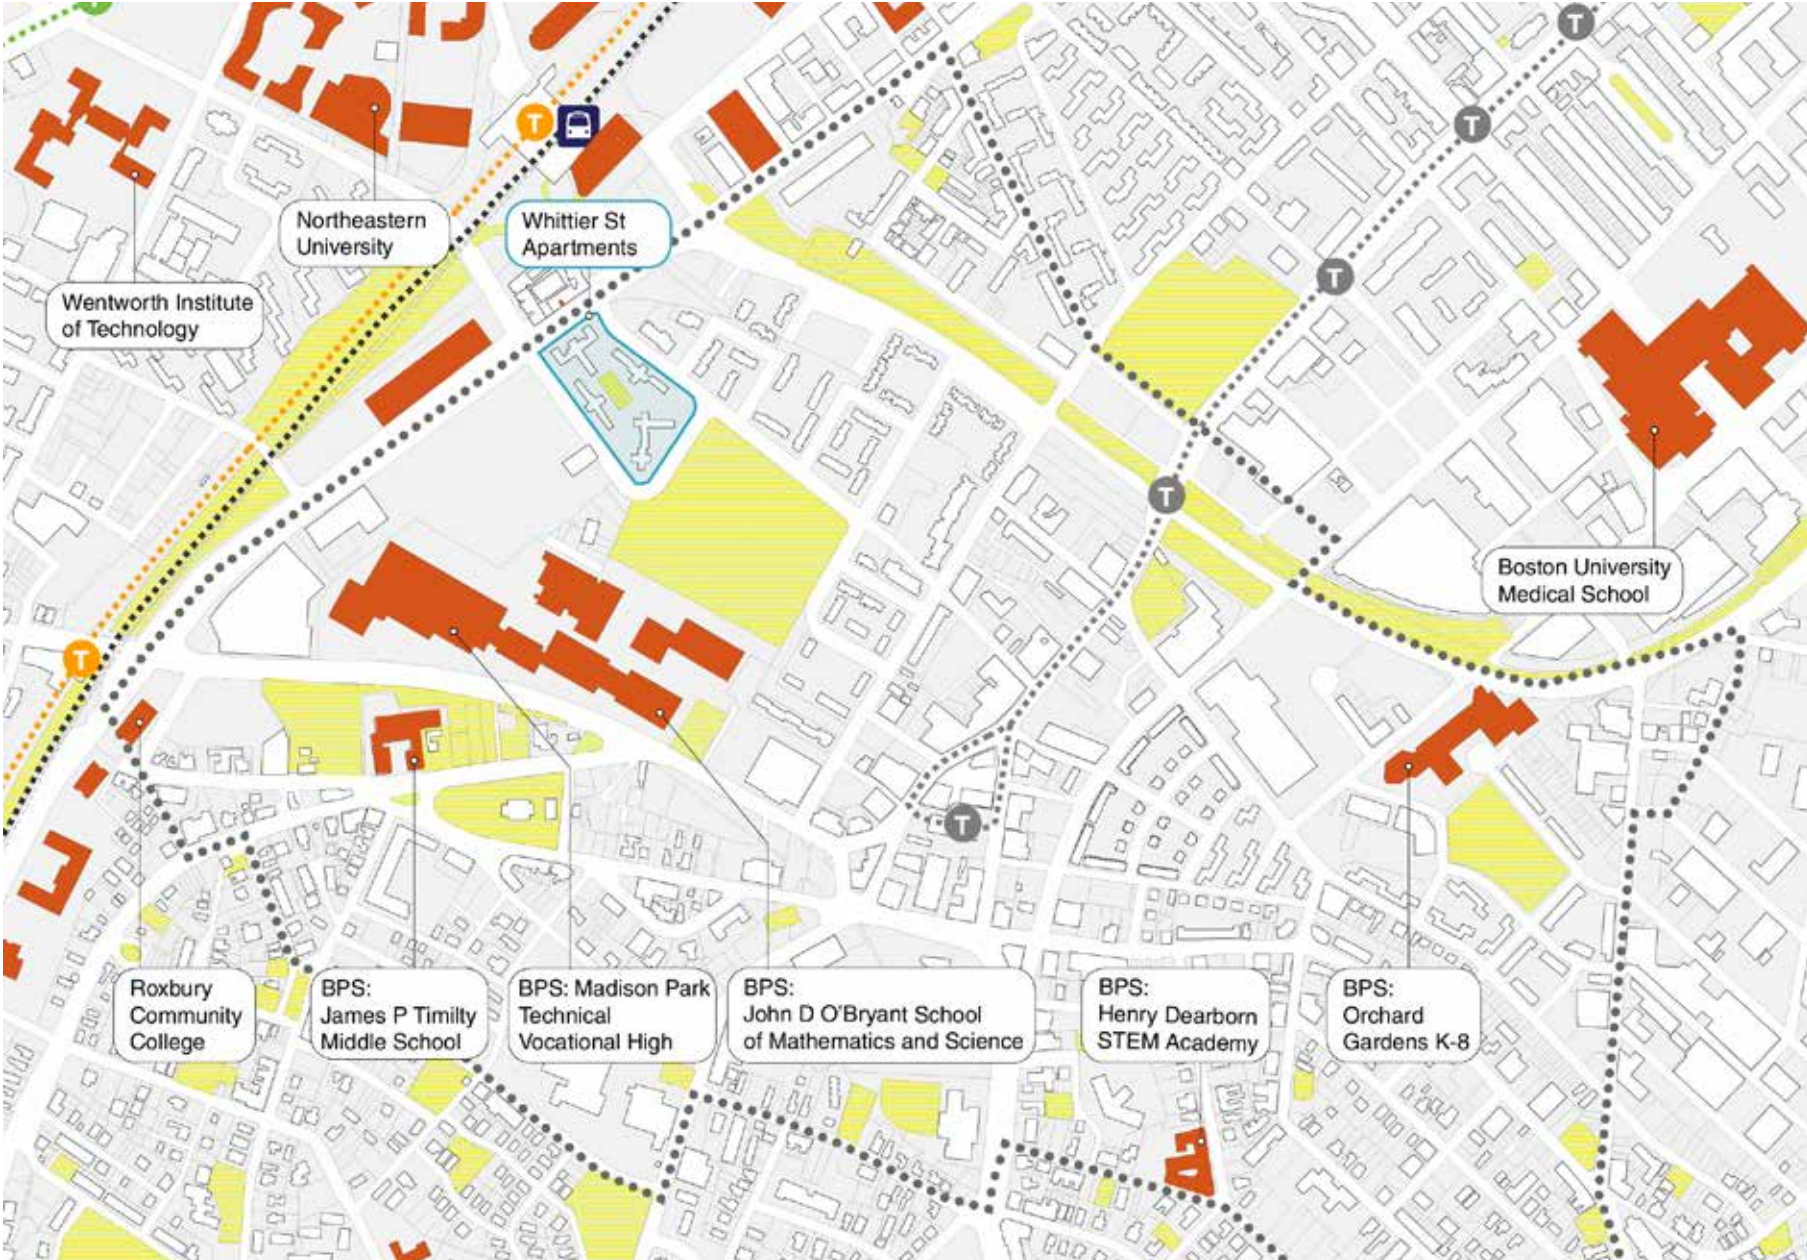 T
T
T
Northeastern
University
Whittier St
Apartments
T
Wentworth Institute
of Technology
T
Boston University
Medical School
T
T
Roxbury
Community
College
BPS:
James P Timilty
Middle School
BPS: Madison Park
Technical
Vocational High
BPS:
John D O'Bryant School
of Mathematics and Science
BPS:
Henry Dearborn
STEM Academy
BPS:
Orchard
Gardens K-8